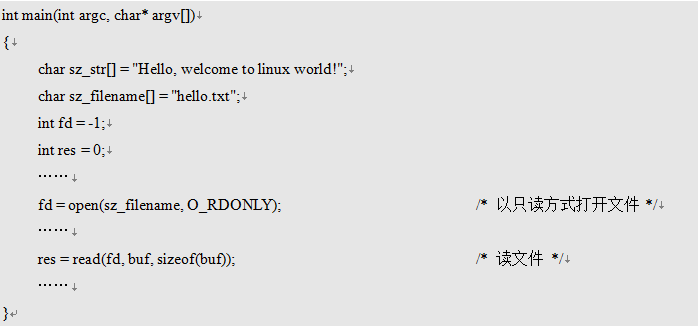 int main(int argc, char* argv[])↓
{↓
char sz_str[] = "Hello, welcome to linux world!";↓
char sz_filename[] = "hello.txt";↓
int fd = -1;↓
int res = 0;↓
……↓
fd = open(sz_filename, O_RDONLY); /* 以只读方式打开文件 */↓
……↓
res = read(fd, buf, sizeof(buf)); /* 读文件 */↓
……↓
}↵